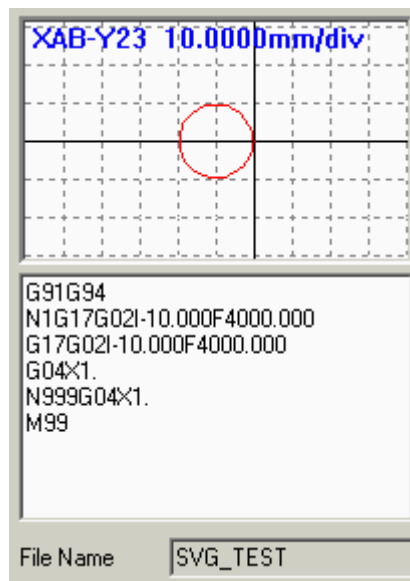 XAB-Y23 10.0000mm/div
G91G94
N1G17G02I-10.000F4000.000
G17G02I-10.000F4000.000
G04X1.
N999G04X1.
M99
File Name SVG_TEST